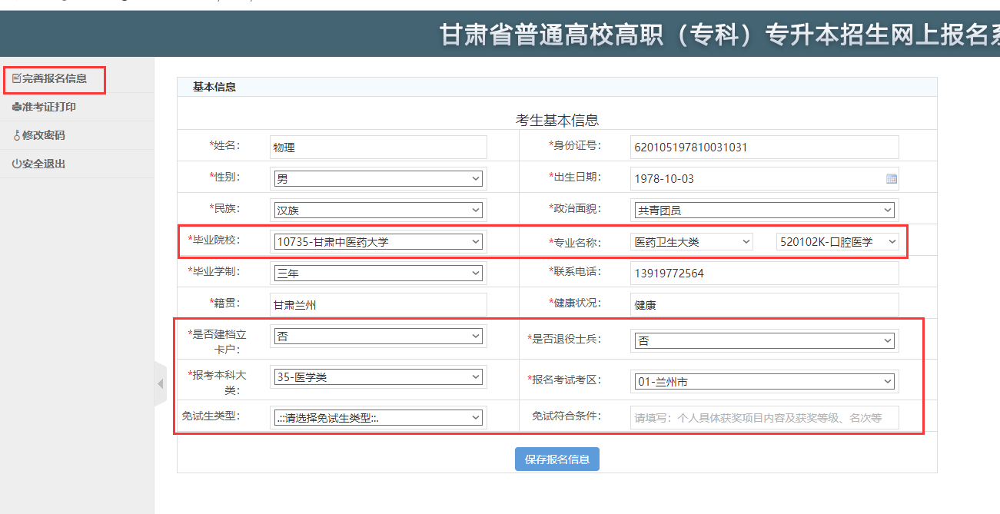 甘肃省普通高校高职（专科）专升本招生网上报名系
完善报名信息
准考证打印
修改密码
安全退出
基本信息
考生基本信息
*姓名： 物理 *身份证号： 620105197810031031
*性别： 男 *出生日期： 1978-10-03
*民族： 汉族 *政治面貌： 共青团员
*毕业院校： 10735-甘肃中医药大学 *专业名称： 医药卫生大类 520102K-口腔医学
*毕业学制： 三年 *联系电话： 13919772564
*籍贯： 甘肃兰州 *健康状况： 健康
*是否建档立
卡户： 否 *是否退役士兵： 否
*报考本科大
类： 35-医学类 *报名考试考区： 01-兰州市
免试生类型： .::请选择免试生类型::. 免试符合条件： 请填写：个人具体获奖项目内容及获奖等级、名次等
保存报名信息